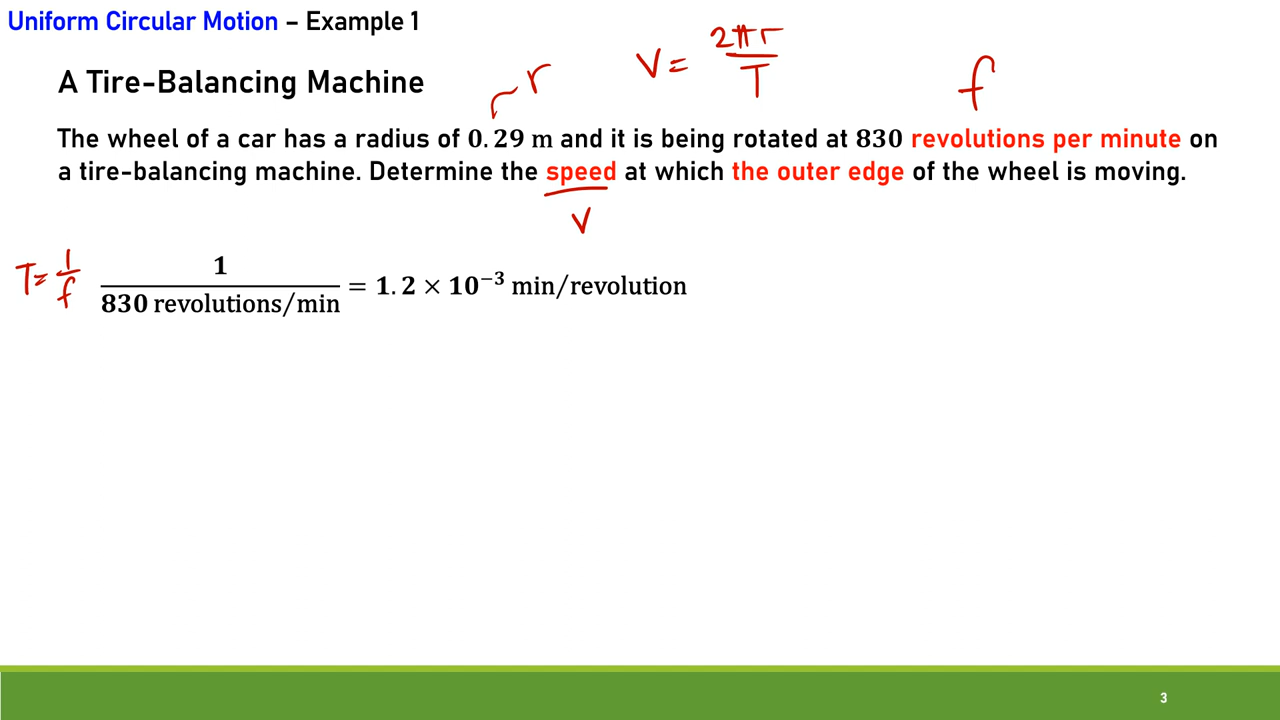 Uniform Circular Motion – Example 1
v = 2πr / T
f
A Tire-Balancing Machine
r
The wheel of a car has a radius of 0.29 m and it is being rotated at 830 revolutions per minute on
a tire-balancing machine. Determine the speed at which the outer edge of the wheel is moving.
v
T = 1/f 1 / 830 revolutions/min = 1.2 × 10⁻³ min/revolution
3